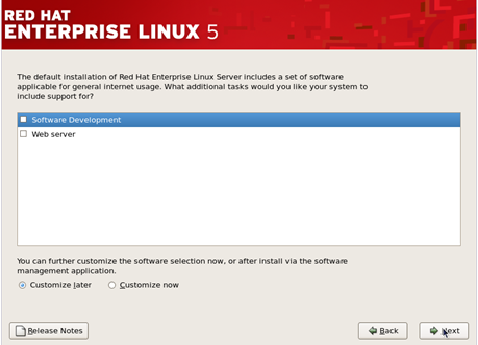 RED HAT
ENTERPRISE LINUX 5
The default installation of Red Hat Enterprise Linux Server includes a set of software
applicable for general internet usage. What additional tasks would you like your system to
include support for?
Software Development
Web server
You can further customize the software selection now, or after install via the software
management application.
Customize later Customize now
Release Notes Back Next